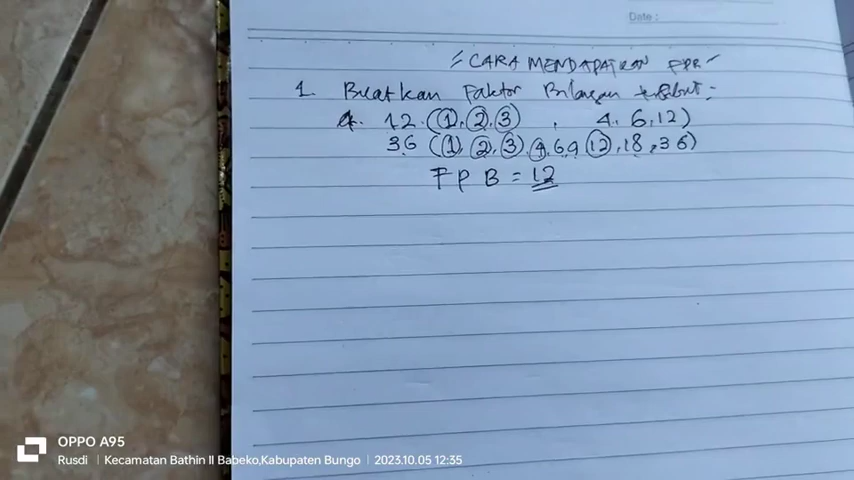 Date :
= CARA MENDAPATKAN FPB =
1. Buatkan Faktor Bilangan tersebut :
a. 12. (1, 2, 3, 4, 6, 12)
36 (1, 2, 3, 4, 6, 9, 12, 18, 36)
FPB = 12
OPPO A95
Rusdi | Kecamatan Bathin II Babeko,Kabupaten Bungo | 2023.10.05 12:35